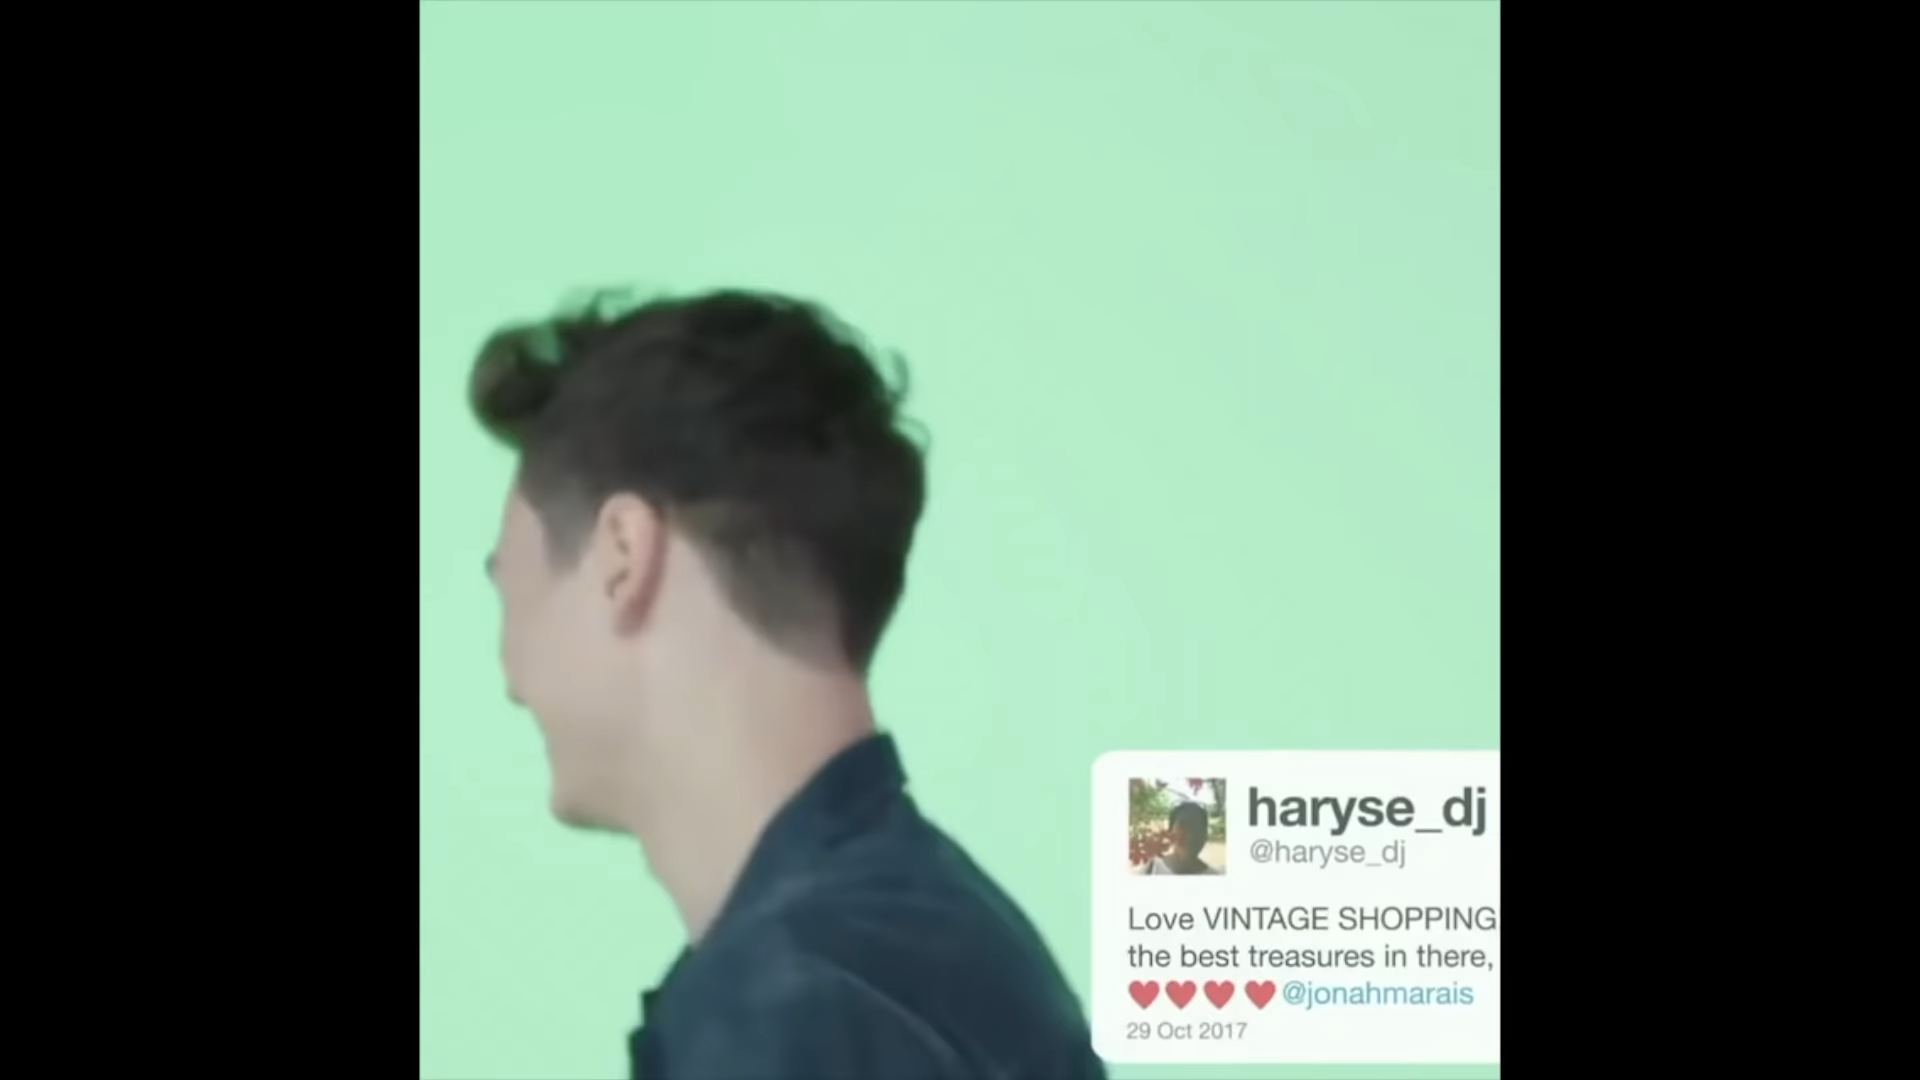 haryse_dj
@haryse_dj
Love VINTAGE SHOPPING
the best treasures in there,
❤❤❤❤@jonahmarais
29 Oct 2017